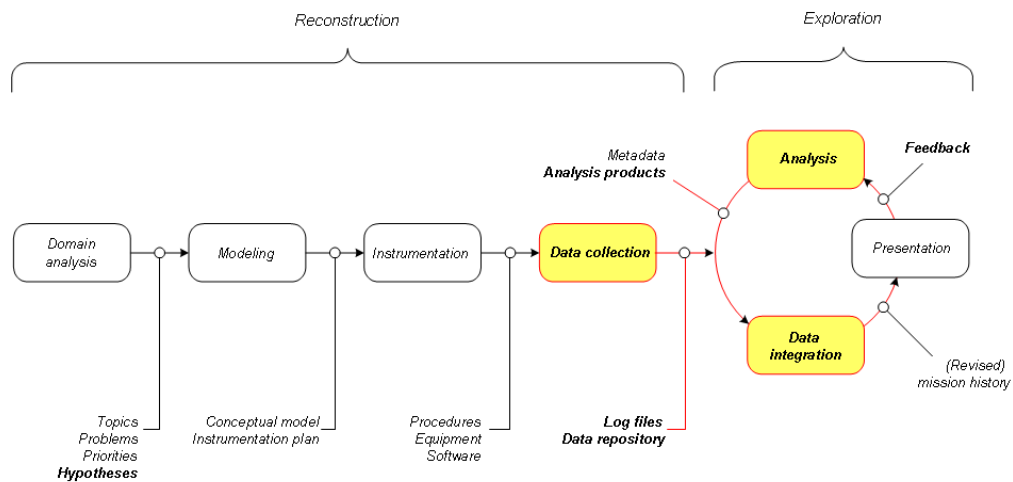 Reconstruction
Exploration
Metadata
Analysis products
Analysis
Feedback
Domain
analysis
Modeling
Instrumentation
Data collection
Presentation
Data
integration
(Revised)
mission history
Topics
Problems
Priorities
Hypotheses
Conceptual model
Instrumentation plan
Procedures
Equipment
Software
Log files
Data repository